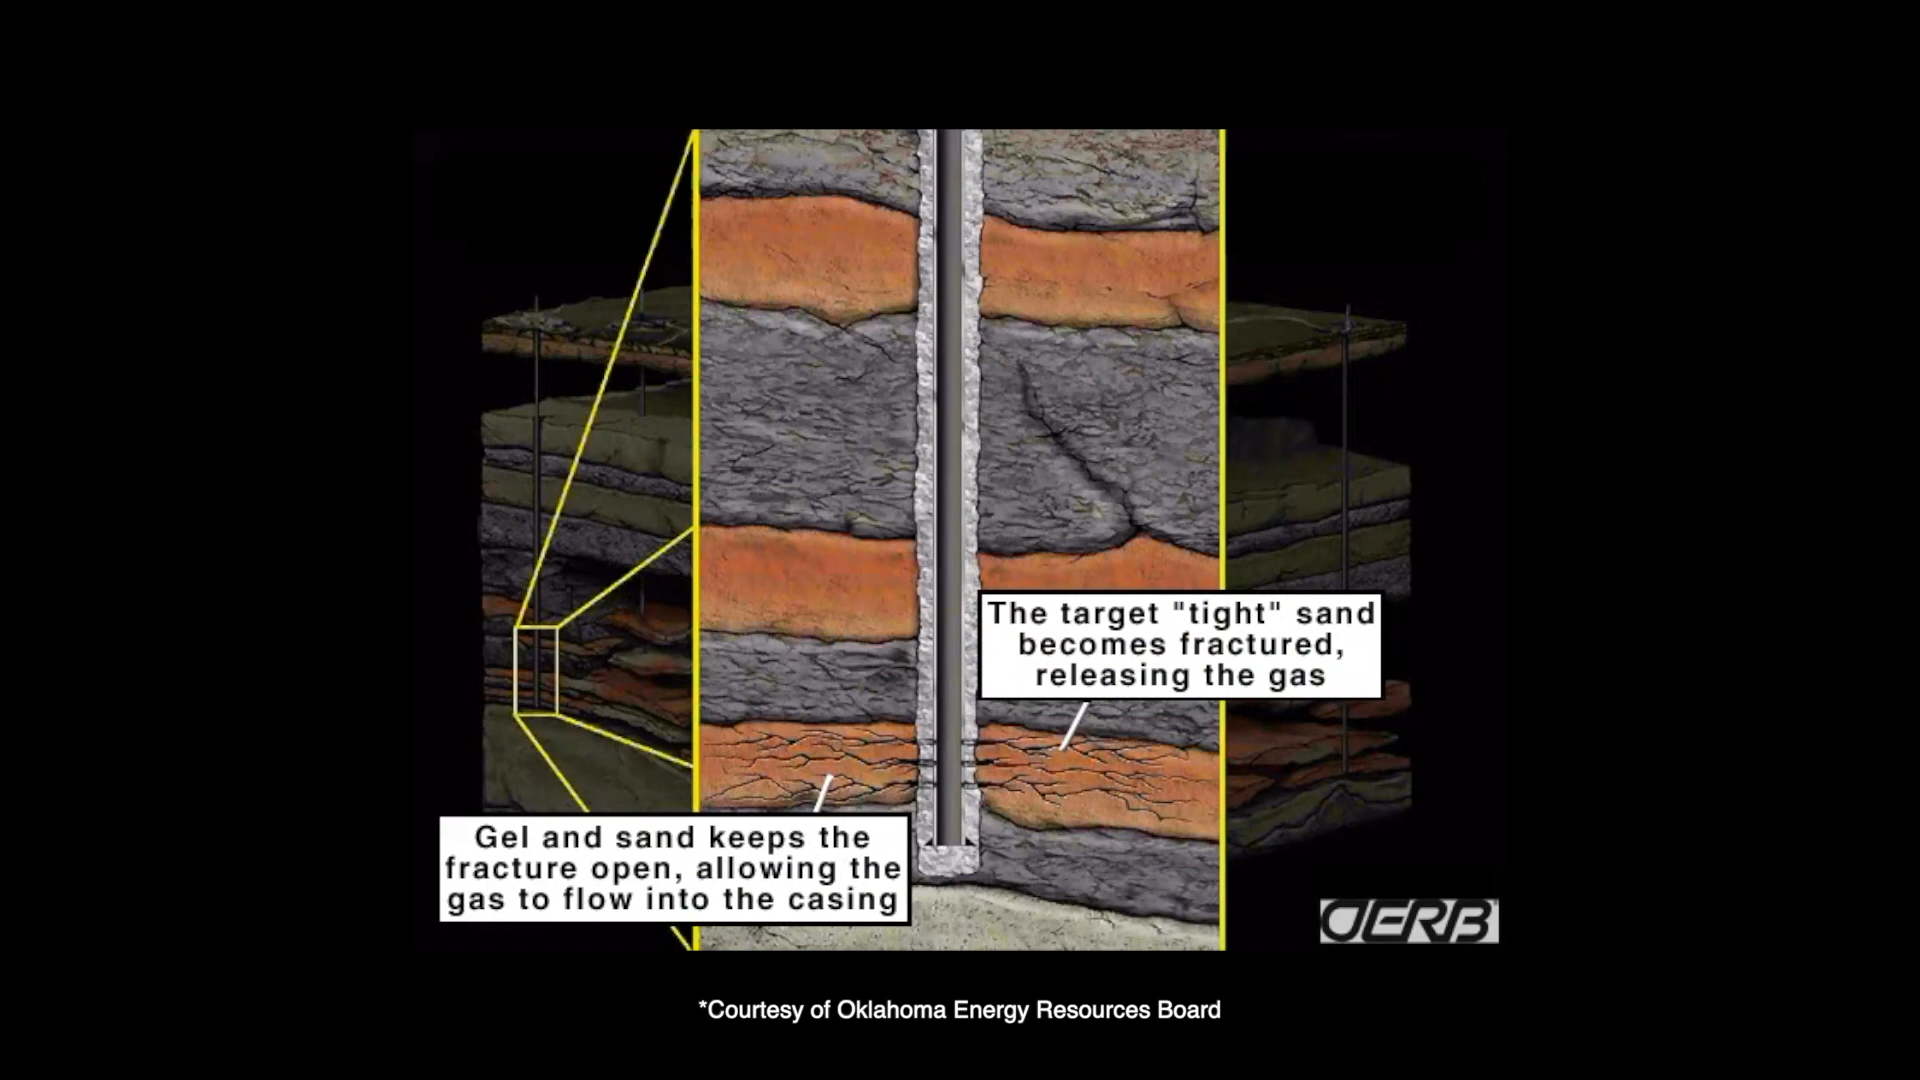 The target "tight" sand
becomes fractured,
releasing the gas
Gel and sand keeps the
fracture open, allowing the
gas to flow into the casing
OERB
*Courtesy of Oklahoma Energy Resources Board